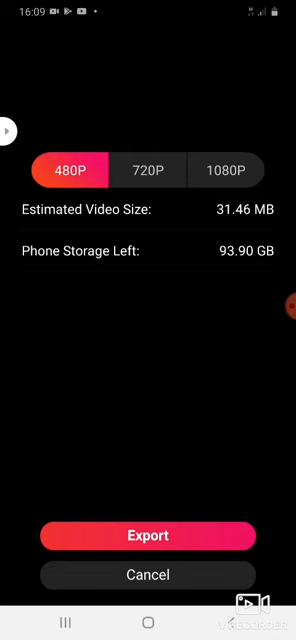 16:09
480P 720P 1080P
Estimated Video Size: 31.46 MB
Phone Storage Left: 93.90 GB
Export
Cancel
VRECORDER